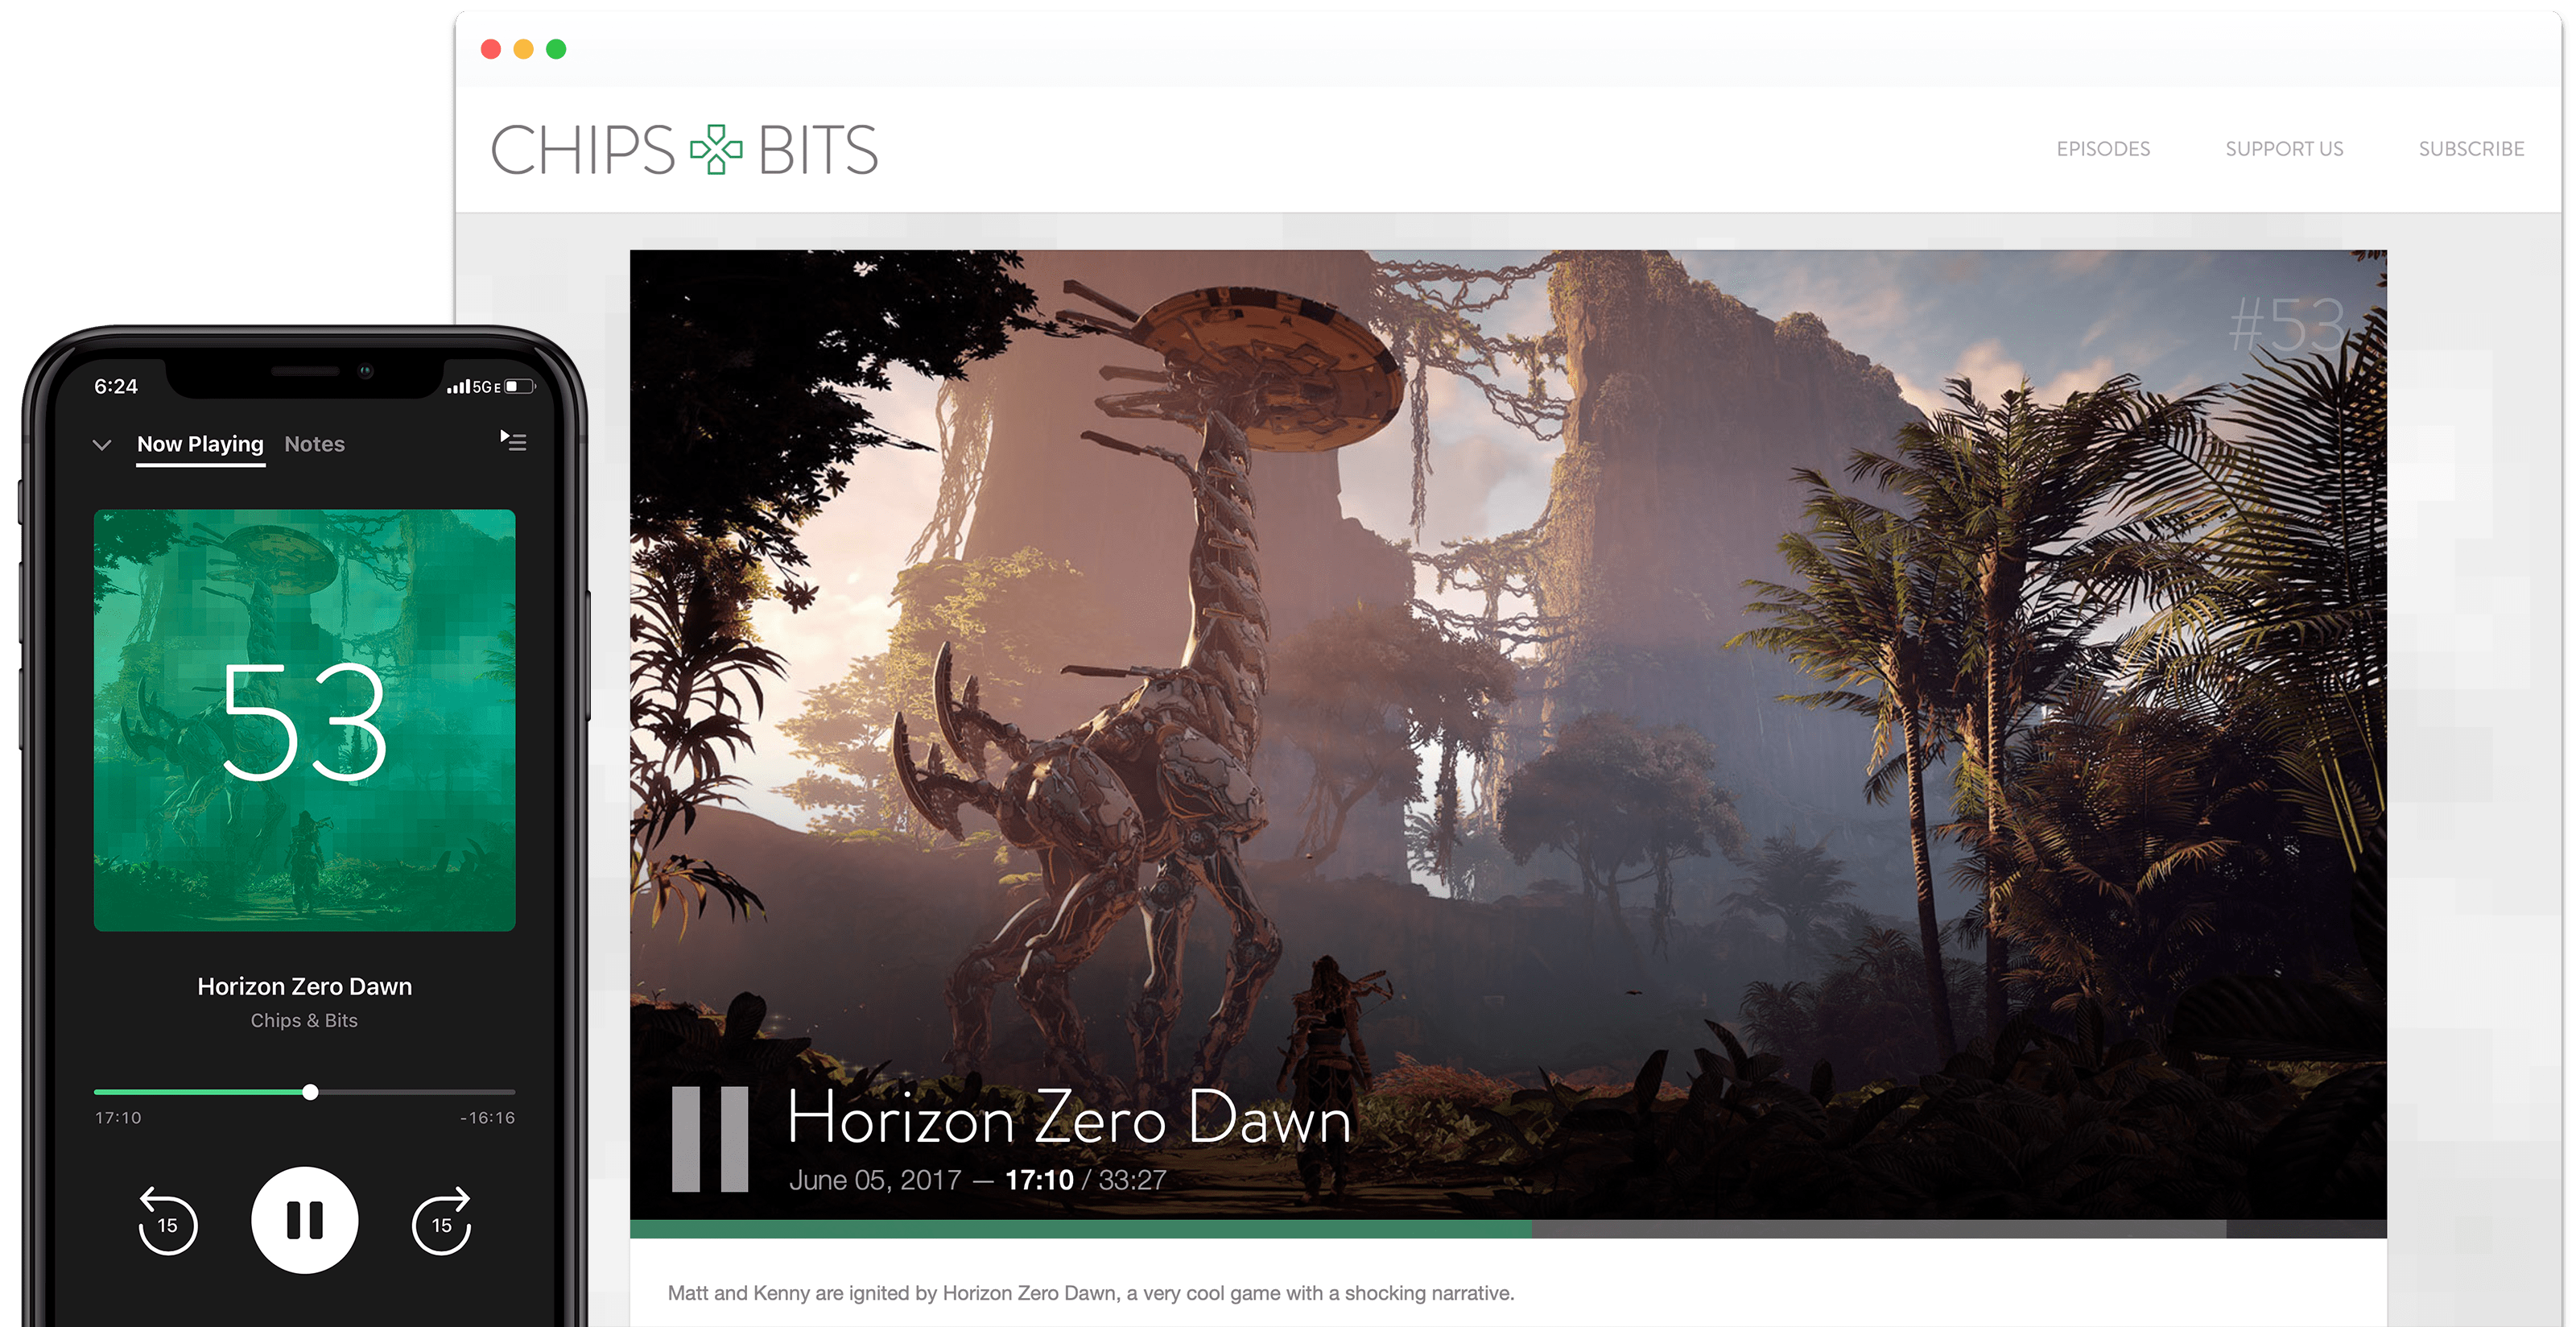 CHIPS BITS
EPISODES SUPPORT US SUBSCRIBE
#53
6:24 5GE
Now Playing Notes
53
Horizon Zero Dawn
Chips & Bits
17:10 -16:16
15 15
Horizon Zero Dawn
June 05, 2017 — 17:10 / 33:27
Matt and Kenny are ignited by Horizon Zero Dawn, a very cool game with a shocking narrative.